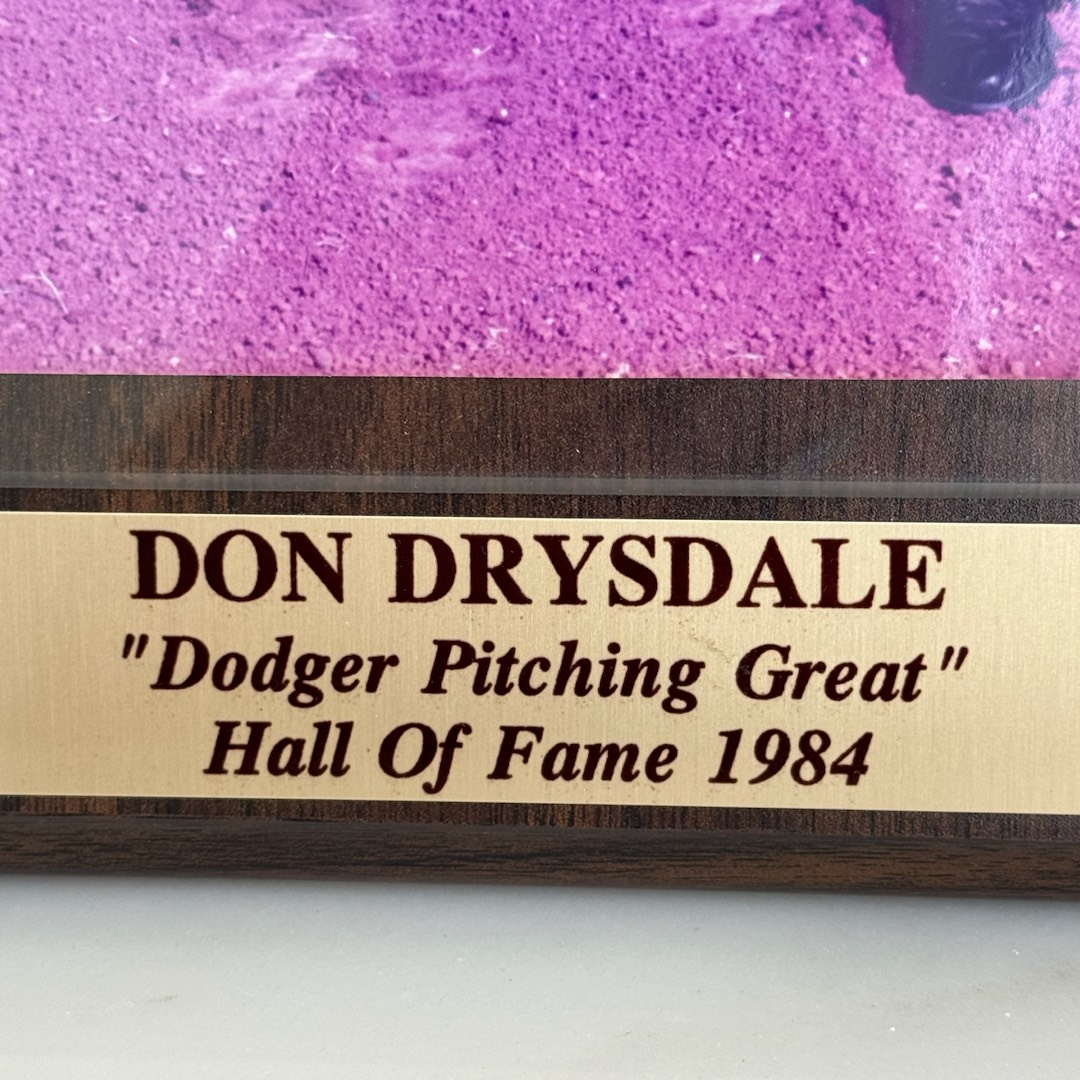 DON DRYSDALE
"Dodger Pitching Great"
Hall Of Fame 1984